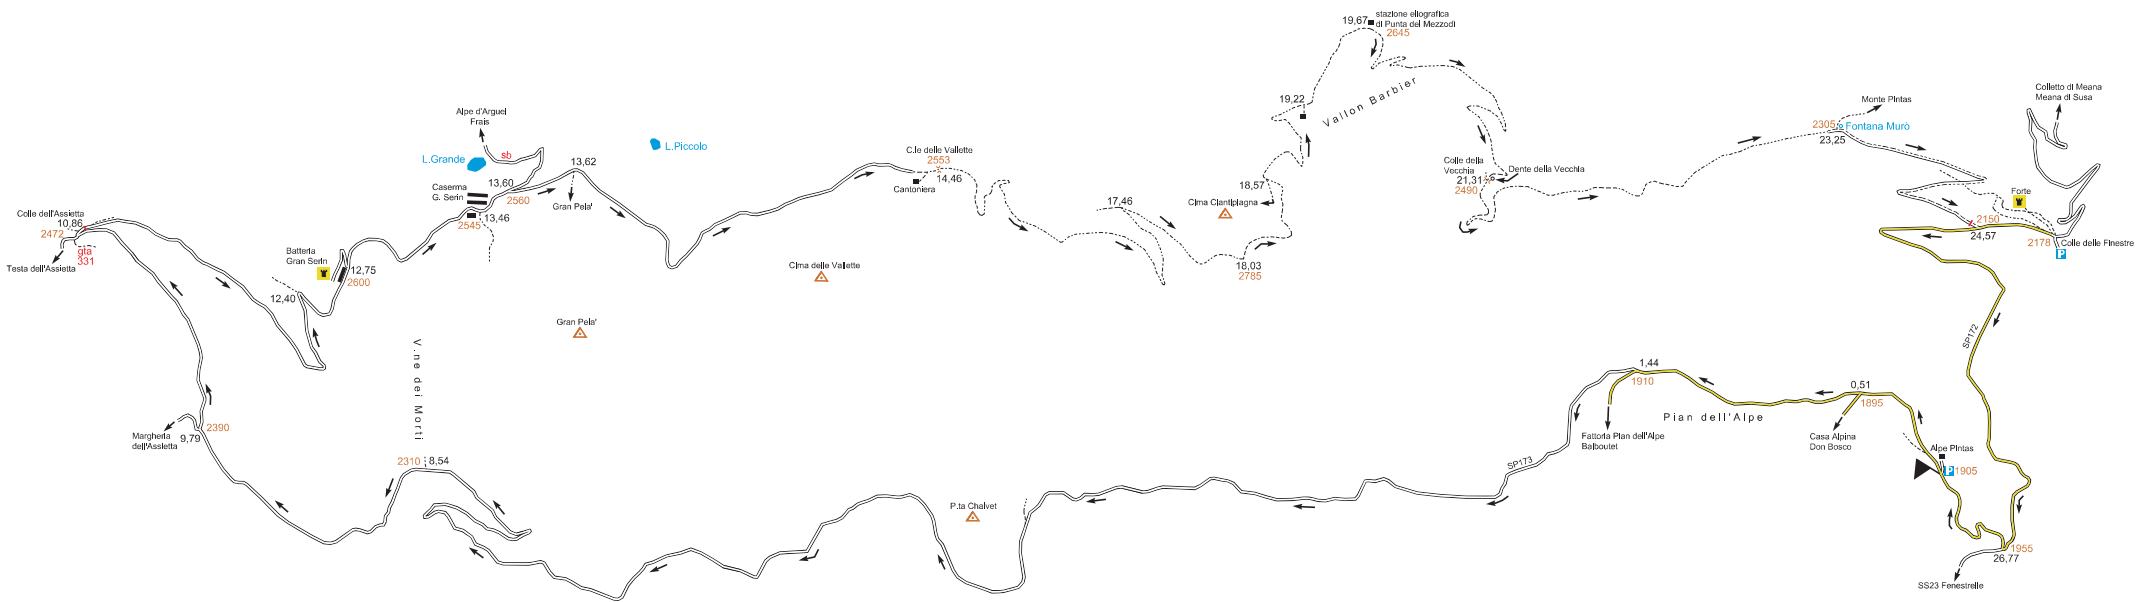 19,67
stazione eliografica
di Punta del Mezzodì
2645
Vallon Barbier
19,22
Colletto di Meana
Meana di Susa
Monte Pintas
2305
Fontana Murò
23,25
Alpe d'Arguel
Frais
sb
L.Grande
L.Piccolo
13,62
C.le delle Vallette
2553
14,46
Cantoniera
Caserma
G. Serin
13,60
2560
Gran Pela'
13,46
2545
Colle dell'Assietta
10,86
2472
gta
331
Testa dell'Assietta
Batteria
Gran Serin
12,75
2600
12,40
17,46
18,57
Cima Ciantiplagna
18,03
2785
Colle della
Vecchia
21,31
2490
Dente della Vecchia
Forte
2150
24,57
2178
Colle delle Finestre
P
Cima delle Vallette
Gran Pela'
V.ne dei Morti
SP172
1,44
1910
0,51
1895
Pian dell'Alpe
Fattoria Pian dell'Alpe
Balboutet
Casa Alpina
Don Bosco
Alpe Pintas
P
1905
Margheria
dell'Assietta
9,79
2390
2310
8,54
SP173
P.ta Chalvet
1955
26,77
SS23 Fenestrelle